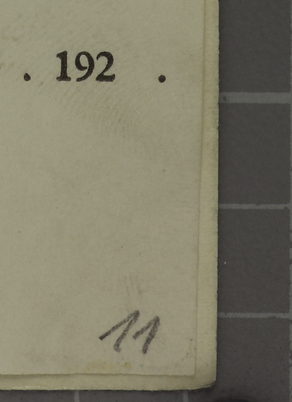 . 192 .
11